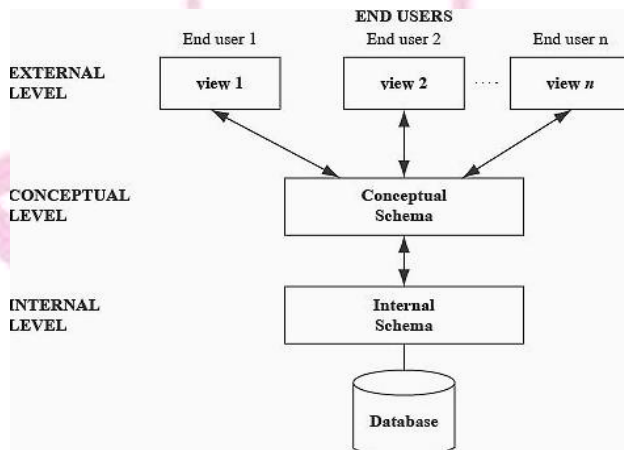 END USERS
End user 1 End user 2 End user n
EXTERNAL
LEVEL
view 1 view 2 ..... view n
CONCEPTUAL
LEVEL
Conceptual
Schema
INTERNAL
LEVEL
Internal
Schema
Database